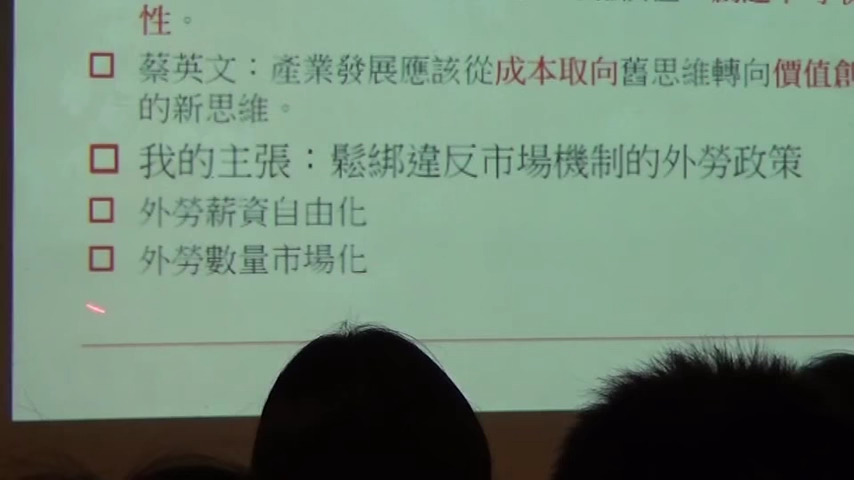 性。
蔡英文：產業發展應該從成本取向舊思維轉向價值創
的新思維。
我的主張：鬆綁違反市場機制的外勞政策
外勞薪資自由化
外勞數量市場化